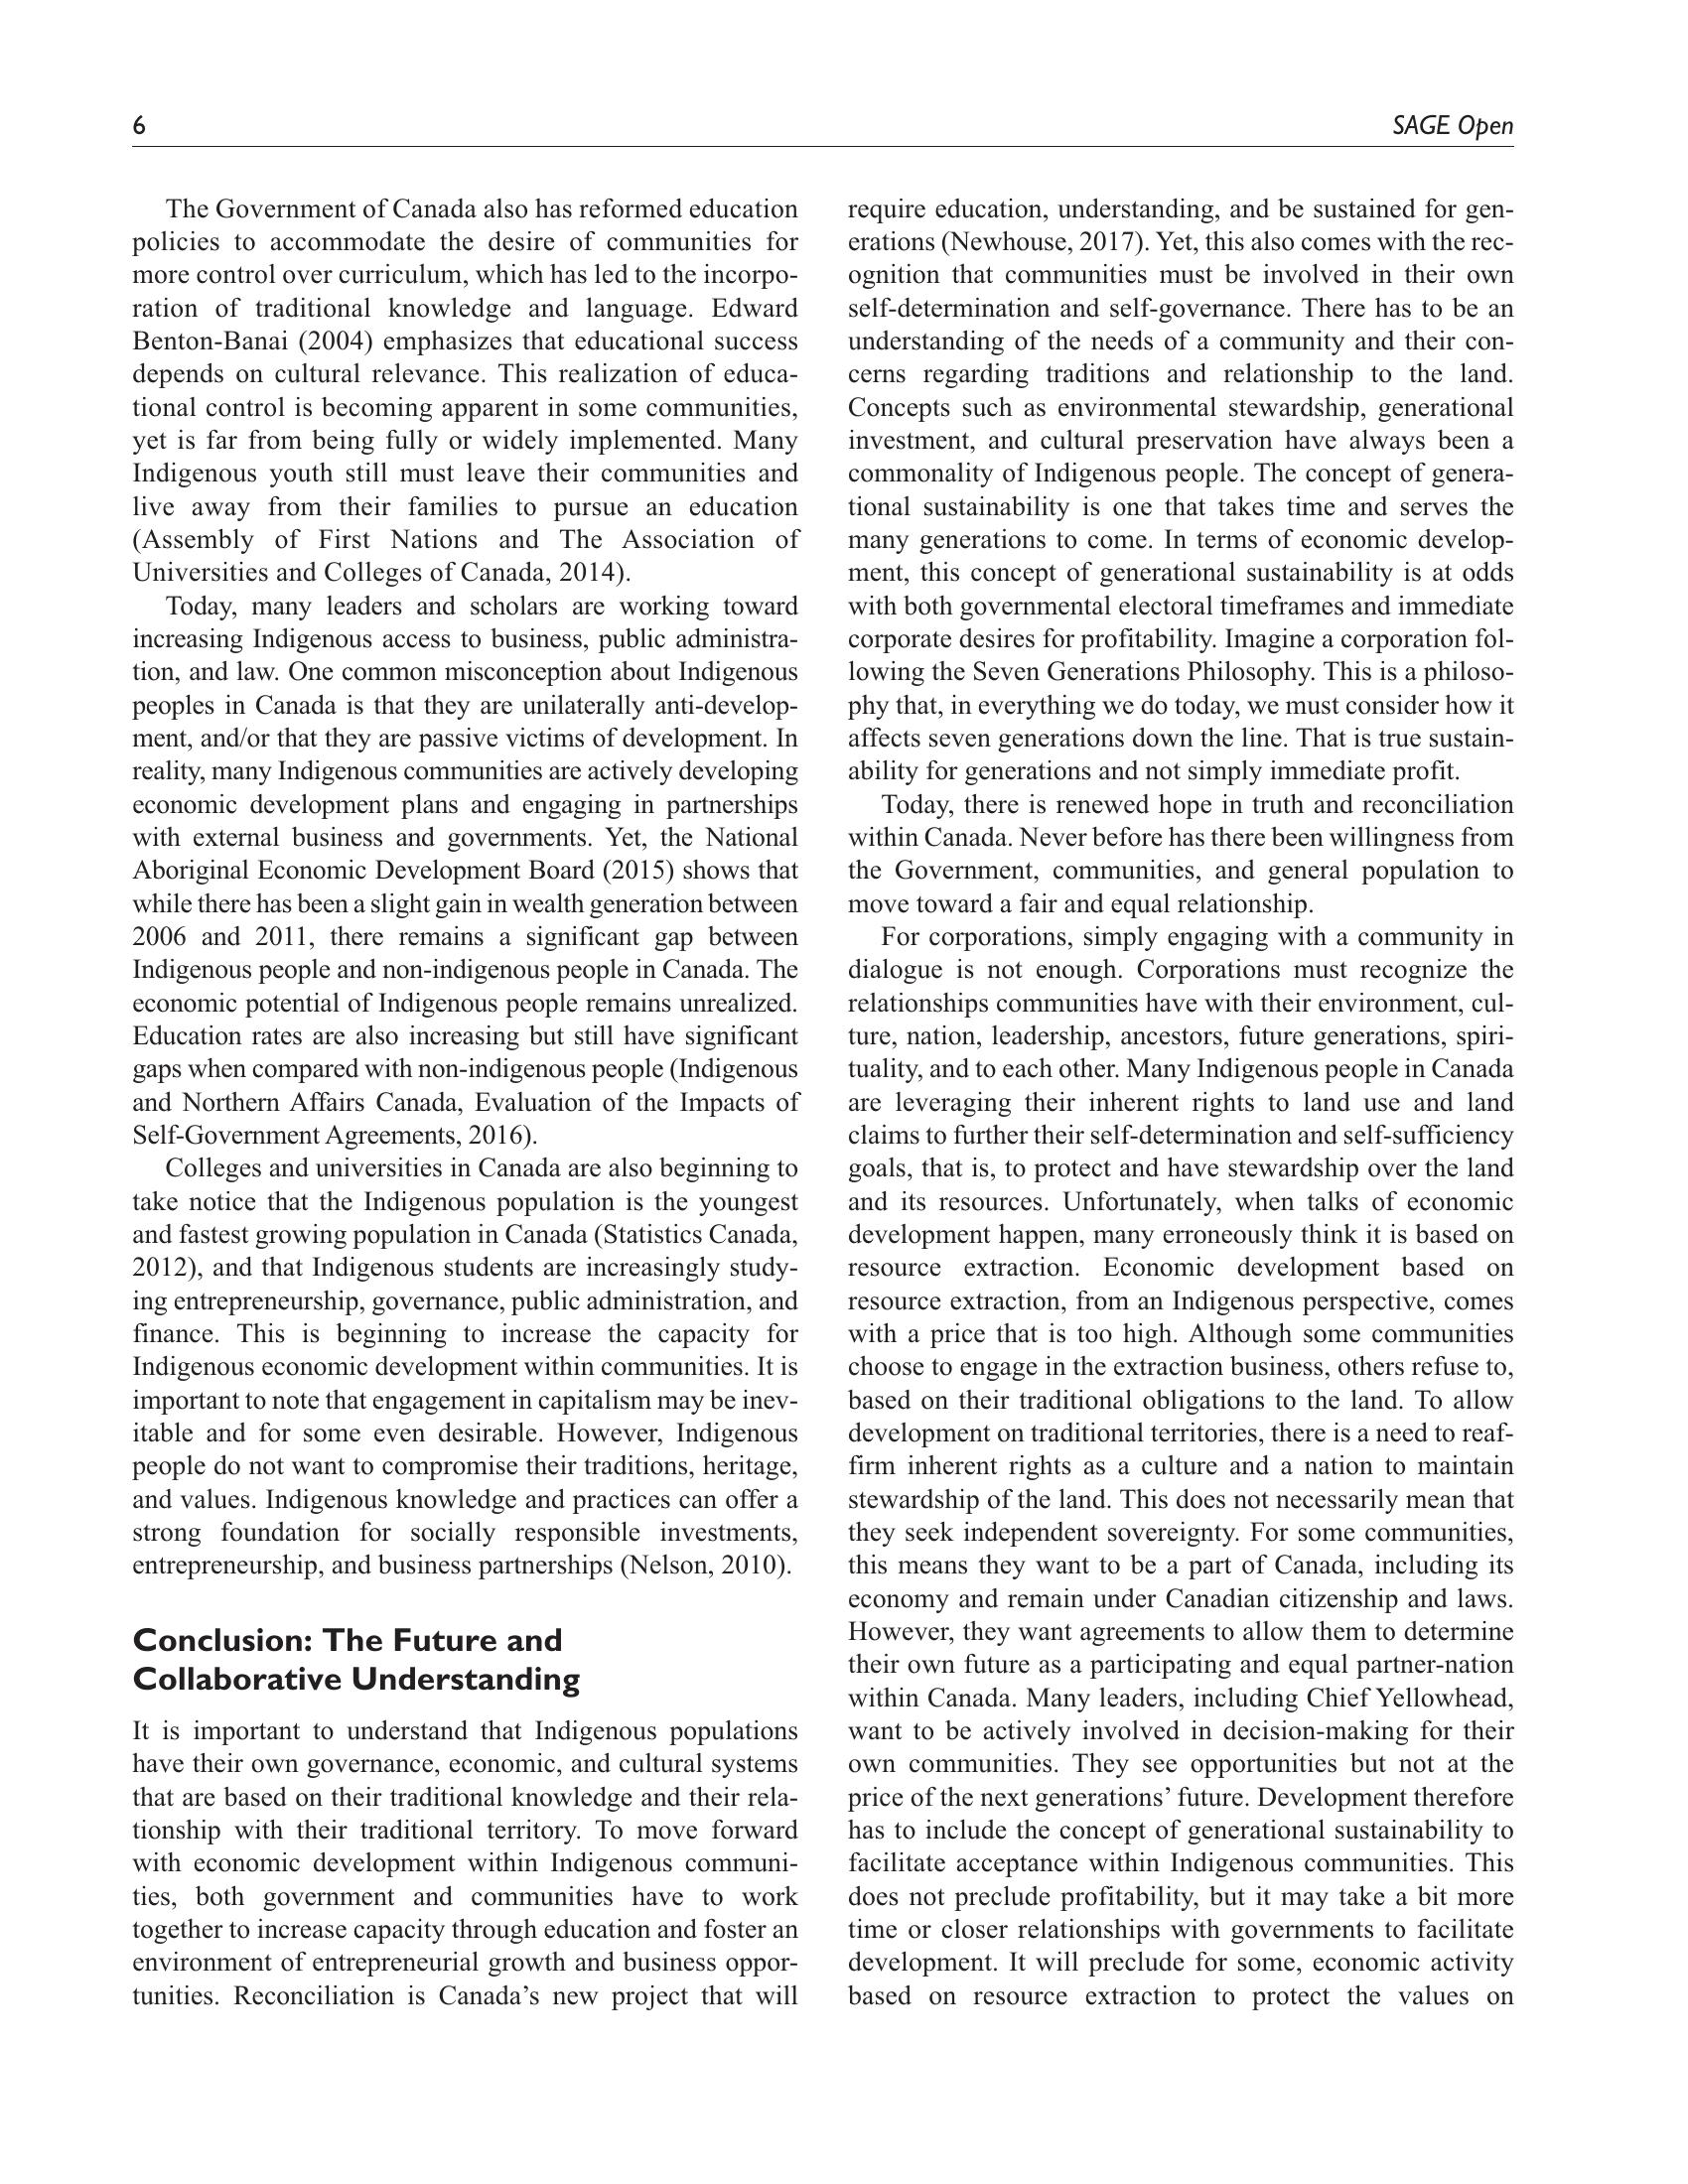 6
SAGE Open
The Government of Canada also has reformed education
policies to accommodate the desire of communities for
more control over curriculum, which has led to the incorpo-
ration of traditional knowledge and language. Edward
Benton-Banai (2004) emphasizes that educational success
depends on cultural relevance. This realization of educa-
tional control is becoming apparent in some communities,
yet is far from being fully or widely implemented. Many
Indigenous youth still must leave their communities and
live away from their families to pursue an education
(Assembly of First Nations and The Association of
Universities and Colleges of Canada, 2014).
Today, many leaders and scholars are working toward
increasing Indigenous access to business, public administra-
tion, and law. One common misconception about Indigenous
peoples in Canada is that they are unilaterally anti-develop-
ment, and/or that they are passive victims of development. In
reality, many Indigenous communities are actively developing
economic development plans and engaging in partnerships
with external business and governments. Yet, the National
Aboriginal Economic Development Board (2015) shows that
while there has been a slight gain in wealth generation between
2006 and 2011, there remains a significant gap between
Indigenous people and non-indigenous people in Canada. The
economic potential of Indigenous people remains unrealized.
Education rates are also increasing but still have significant
gaps when compared with non-indigenous people (Indigenous
and Northern Affairs Canada, Evaluation of the Impacts of
Self-Government Agreements, 2016).
Colleges and universities in Canada are also beginning to
take notice that the Indigenous population is the youngest
and fastest growing population in Canada (Statistics Canada,
2012), and that Indigenous students are increasingly study-
ing entrepreneurship, governance, public administration, and
finance. This is beginning to increase the capacity for
Indigenous economic development within communities. It is
important to note that engagement in capitalism may be inev-
itable and for some even desirable. However, Indigenous
people do not want to compromise their traditions, heritage,
and values. Indigenous knowledge and practices can offer a
strong foundation for socially responsible investments,
entrepreneurship, and business partnerships (Nelson, 2010).
Conclusion: The Future and
Collaborative Understanding
It is important to understand that Indigenous populations
have their own governance, economic, and cultural systems
that are based on their traditional knowledge and their rela-
tionship with their traditional territory. To move forward
with economic development within Indigenous communi-
ties, both government and communities have to work
together to increase capacity through education and foster an
environment of entrepreneurial growth and business oppor-
tunities. Reconciliation is Canada's new project that will
require education, understanding, and be sustained for gen-
erations (Newhouse, 2017). Yet, this also comes with the rec-
ognition that communities must be involved in their own
self-determination and self-governance. There has to be an
understanding of the needs of a community and their con-
cerns regarding traditions and relationship to the land.
Concepts such as environmental stewardship, generational
investment, and cultural preservation have always been a
commonality of Indigenous people. The concept of genera-
tional sustainability is one that takes time and serves the
many generations to come. In terms of economic develop-
ment, this concept of generational sustainability is at odds
with both governmental electoral timeframes and immediate
corporate desires for profitability. Imagine a corporation fol-
lowing the Seven Generations Philosophy. This is a philoso-
phy that, in everything we do today, we must consider how it
affects seven generations down the line. That is true sustain-
ability for generations and not simply immediate profit.
Today, there is renewed hope in truth and reconciliation
within Canada. Never before has there been willingness from
the Government, communities, and general population to
move toward a fair and equal relationship.
For corporations, simply engaging with a community in
dialogue is not enough. Corporations must recognize the
relationships communities have with their environment, cul-
ture, nation, leadership, ancestors, future generations, spiri-
tuality, and to each other. Many Indigenous people in Canada
are leveraging their inherent rights to land use and land
claims to further their self-determination and self-sufficiency
goals, that is, to protect and have stewardship over the land
and its resources. Unfortunately, when talks of economic
development happen, many erroneously think it is based on
resource extraction. Economic development based on
resource extraction, from an Indigenous perspective, comes
with a price that is too high. Although some communities
choose to engage in the extraction business, others refuse to,
based on their traditional obligations to the land. To allow
development on traditional territories, there is a need to reaf-
firm inherent rights as a culture and a nation to maintain
stewardship of the land. This does not necessarily mean that
they seek independent sovereignty. For some communities,
this means they want to be a part of Canada, including its
economy and remain under Canadian citizenship and laws.
However, they want agreements to allow them to determine
their own future as a participating and equal partner-nation
within Canada. Many leaders, including Chief Yellowhead,
want to be actively involved in decision-making for their
own communities. They see opportunities but not at the
price of the next generations' future. Development therefore
has to include the concept of generational sustainability to
facilitate acceptance within Indigenous communities. This
does not preclude profitability, but it may take a bit more
time or closer relationships with governments to facilitate
development. It will preclude for some, economic activity
based on resource extraction to protect the values on